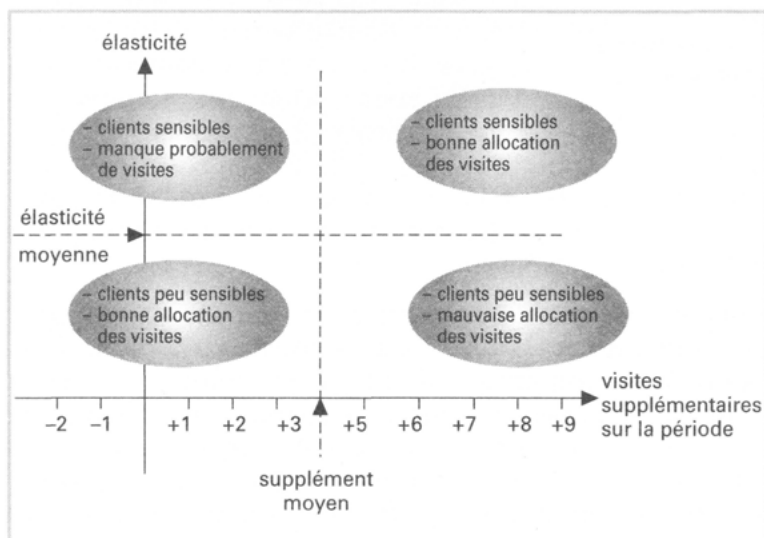 élasticité
– clients sensibles
– manque probablement
de visites
– clients sensibles
– bonne allocation
des visites
élasticité
moyenne
– clients peu sensibles
– bonne allocation
des visites
– clients peu sensibles
– mauvaise allocation
des visites
–2 –1 +1 +2 +3 +5 +6 +7 +8 +9
visites
supplémentaires
sur la période
supplément
moyen